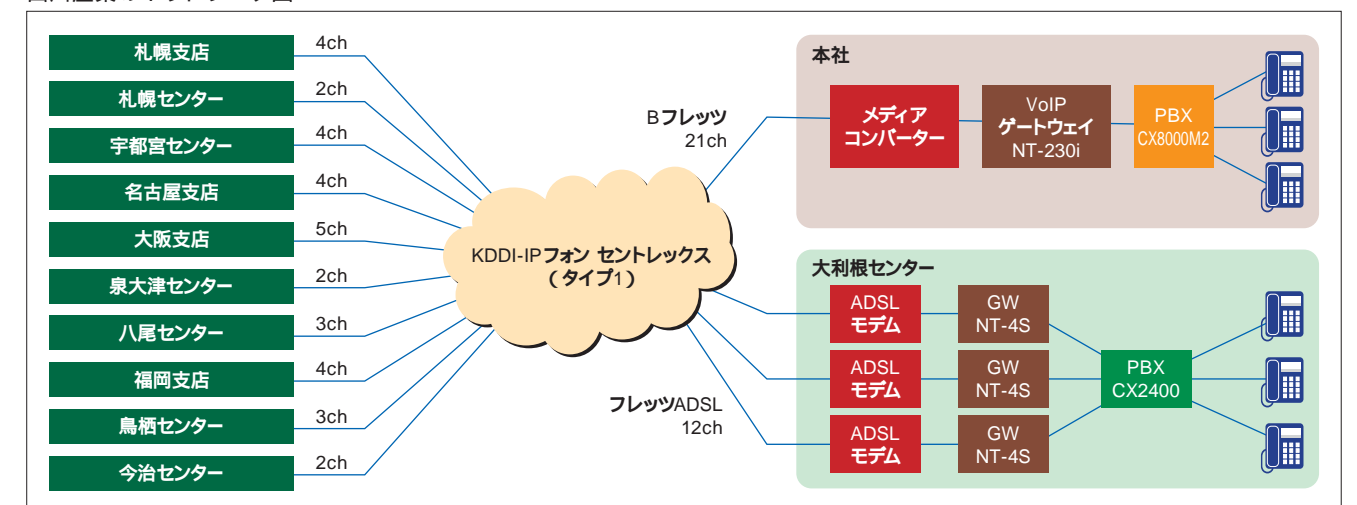 札幌支店
4ch
札幌センター
2ch
宇都宮センター
4ch
名古屋支店
4ch
大阪支店
5ch
泉大津センター
2ch
八尾センター
3ch
福岡支店
4ch
鳥栖センター
3ch
今治センター
2ch
KDDI-IPフォン セントレックス
（タイプ1）
Bフレッツ
21ch
フレッツADSL
12ch
本社
メディア
コンバーター
VoIP
ゲートウェイ
NT-230i
PBX
CX8000M2
大利根センター
ADSL
モデム
GW
NT-4S
ADSL
モデム
GW
NT-4S
ADSL
モデム
GW
NT-4S
PBX
CX2400